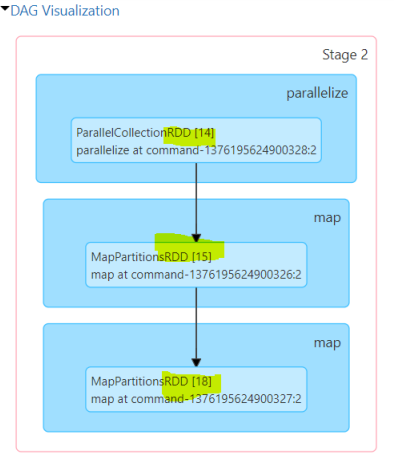 DAG Visualization
Stage 2
parallelize
ParallelCollectionRDD [14]
parallelize at command-1376195624900328:2
map
MapPartitionsRDD [15]
map at command-1376195624900326:2
map
MapPartitionsRDD [18]
map at command-1376195624900327:2